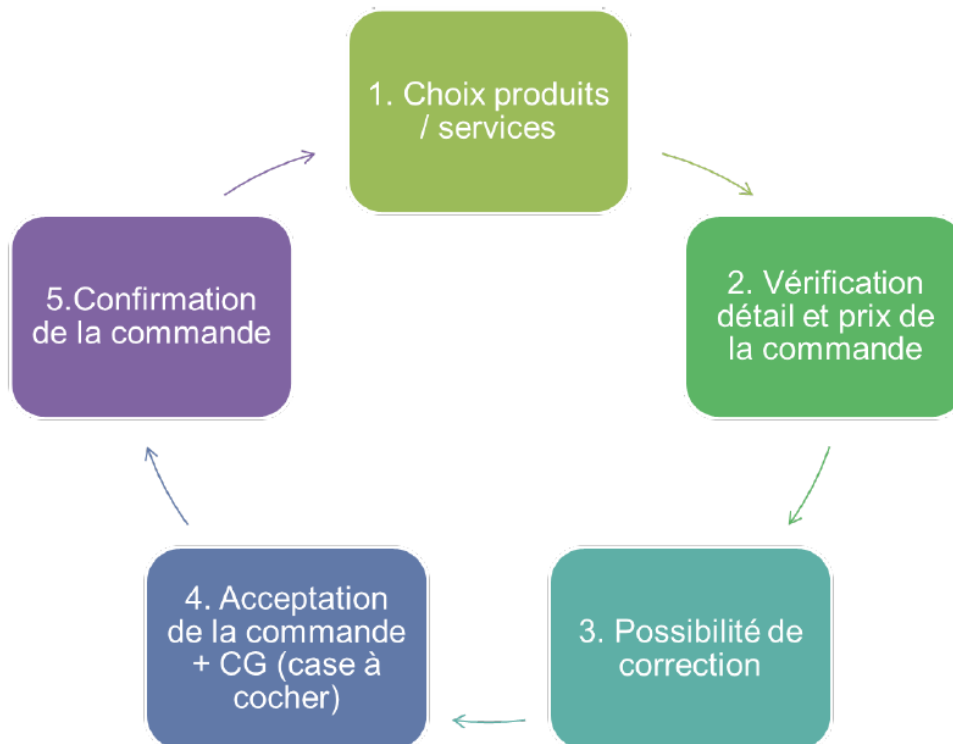 1. Choix produits
/ services
2. Vérification
détail et prix de
la commande
3. Possibilité de
correction
4. Acceptation
de la commande
+ CG (case à
cocher)
5.Confirmation
de la commande